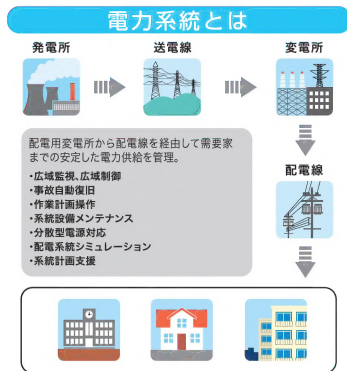 電力系統とは
発電所
送電線
変電所
配電用変電所から配電線を経由して需要家
までの安定した電力供給を管理。
・広域監視、広域制御
・事故自動復旧
・作業計画操作
・系統設備メンテナンス
・分散型電源対応
・配電系統シミュレーション
・系統計画支援
配電線